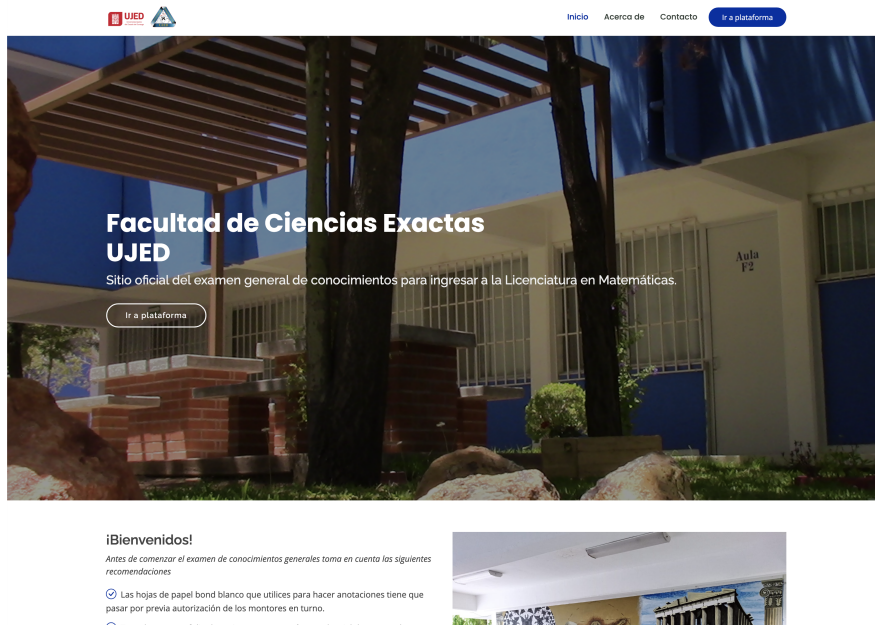 UJED
Inicio
Acerca de
Contacto
Ir a plataforma
Facultad de Ciencias Exactas
UJED
Sitio oficial del examen general de conocimientos para ingresar a la Licenciatura en Matemáticas.
Ir a plataforma
Aula
F2
¡Bienvenidos!
Antes de comenzar el examen de conocimientos generales toma en cuenta las siguientes
recomendaciones
Las hojas de papel bond blanco que utilices para hacer anotaciones tiene que
pasar por previa autorización de los montores en turno.